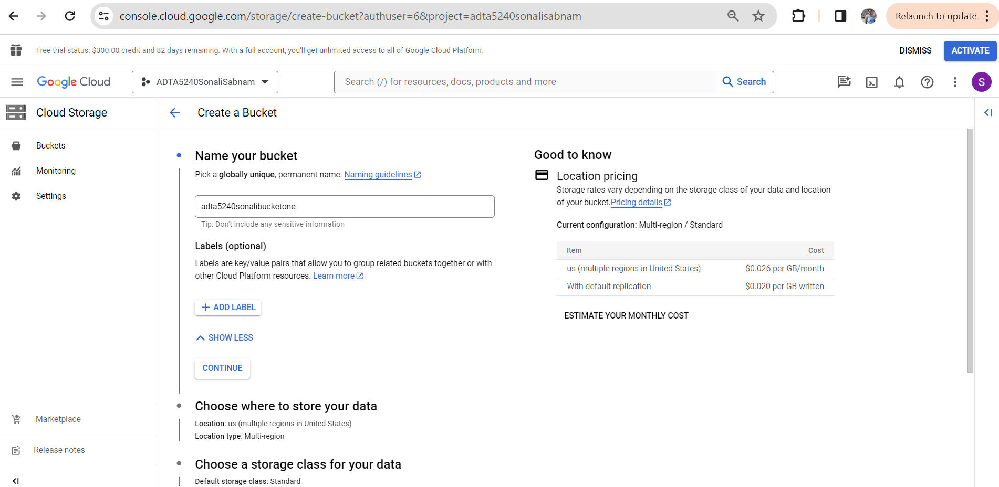 console.cloud.google.com/storage/create-bucket?authuser=6&project=adta5240sonalisabnam
Relaunch to update
Free trial status: $300.00 credit and 82 days remaining. With a full account, you'll get unlimited access to all of Google Cloud Platform.
DISMISS
ACTIVATE
Google Cloud
ADTA5240SonaliSabnam
Search (/) for resources, docs, products and more
Search
S
Cloud Storage
Create a Bucket
Buckets
Monitoring
Settings
Marketplace
Release notes
Name your bucket
Pick a globally unique, permanent name. Naming guidelines
adta5240sonalibucketone
Tip: Don't include any sensitive information
Labels (optional)
Labels are key/value pairs that allow you to group related buckets together or with
other Cloud Platform resources. Learn more
ADD LABEL
SHOW LESS
CONTINUE
Choose where to store your data
Location: us (multiple regions in United States)
Location type: Multi-region
Choose a storage class for your data
Default storage class: Standard
Good to know
Location pricing
Storage rates vary depending on the storage class of your data and location
of your bucket.Pricing details
Current configuration: Multi-region / Standard
Item Cost
us (multiple regions in United States) $0.026 per GB/month
With default replication $0.020 per GB written
ESTIMATE YOUR MONTHLY COST